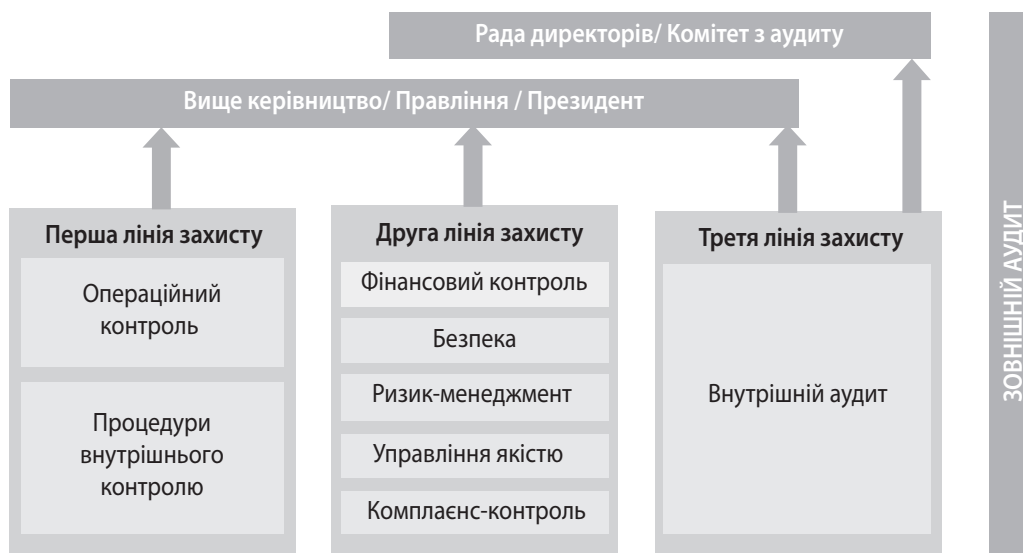 Рада директорів/ Комітет з аудиту
Вище керівництво/ Правління / Президент
Перша лінія захисту
Операційний
контроль
Процедури
внутрішнього
контролю
Друга лінія захисту
Фінансовий контроль
Безпека
Ризик-менеджмент
Управління якістю
Комплаєнс-контроль
Третя лінія захисту
Внутрішній аудит
ЗОВНІШНІЙ АУДИТ